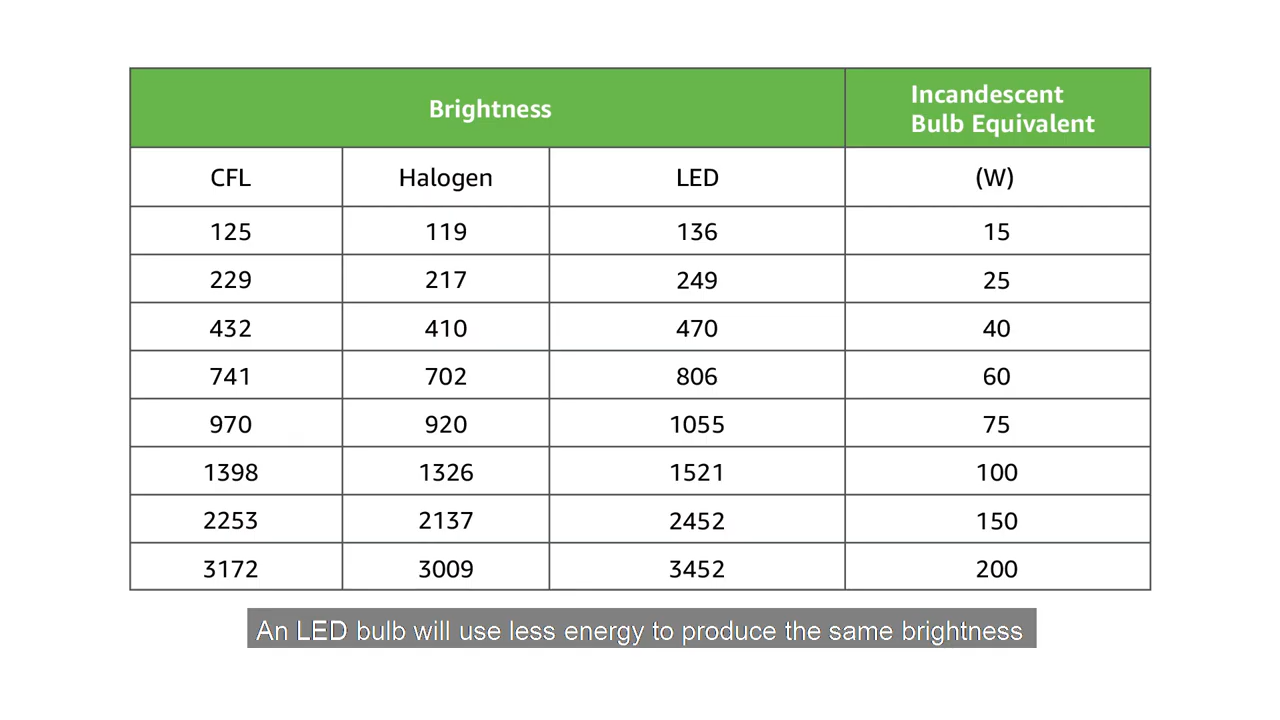 Brightness
Incandescent
Bulb Equivalent
CFL Halogen LED (W)
125 119 136 15
229 217 249 25
432 410 470 40
741 702 806 60
970 920 1055 75
1398 1326 1521 100
2253 2137 2452 150
3172 3009 3452 200
An LED bulb will use less energy to produce the same brightness